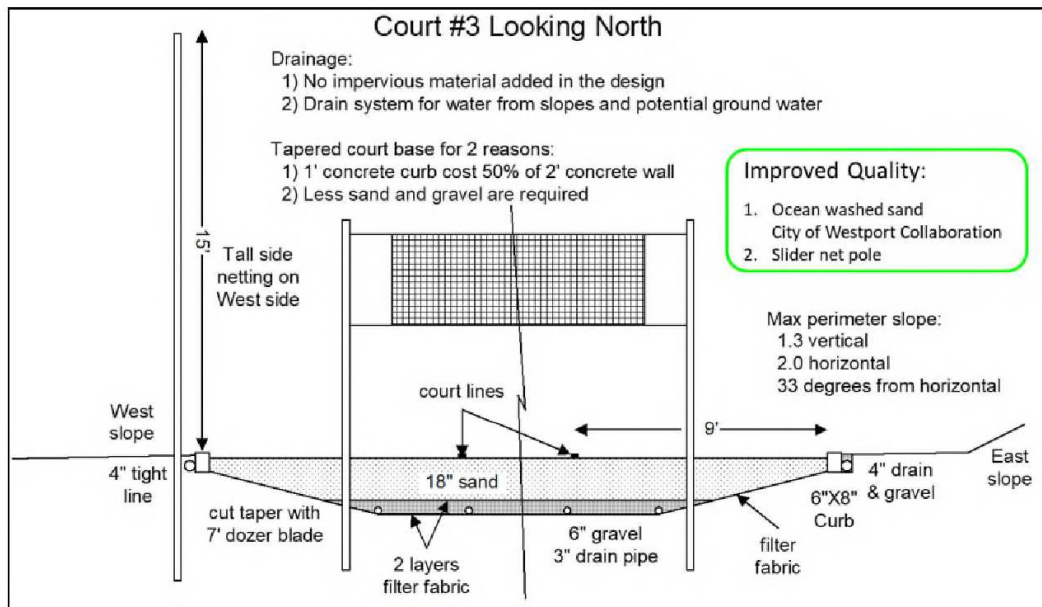 Court #3 Looking North
Drainage:
1) No impervious material added in the design
2) Drain system for water from slopes and potential ground water
Tapered court base for 2 reasons:
1) 1' concrete curb cost 50% of 2' concrete wall
2) Less sand and gravel are required
Improved Quality:
1. Ocean washed sand
City of Westport Collaboration
2. Slider net pole
15'
Tall side
netting on
West side
Max perimeter slope:
1.3 vertical
2.0 horizontal
33 degrees from horizontal
court lines
West
slope
9'
East
slope
4" tight
line
18" sand
4" drain
& gravel
6"X8"
Curb
cut taper with
7' dozer blade
6" gravel
3" drain pipe
filter
fabric
2 layers
filter fabric